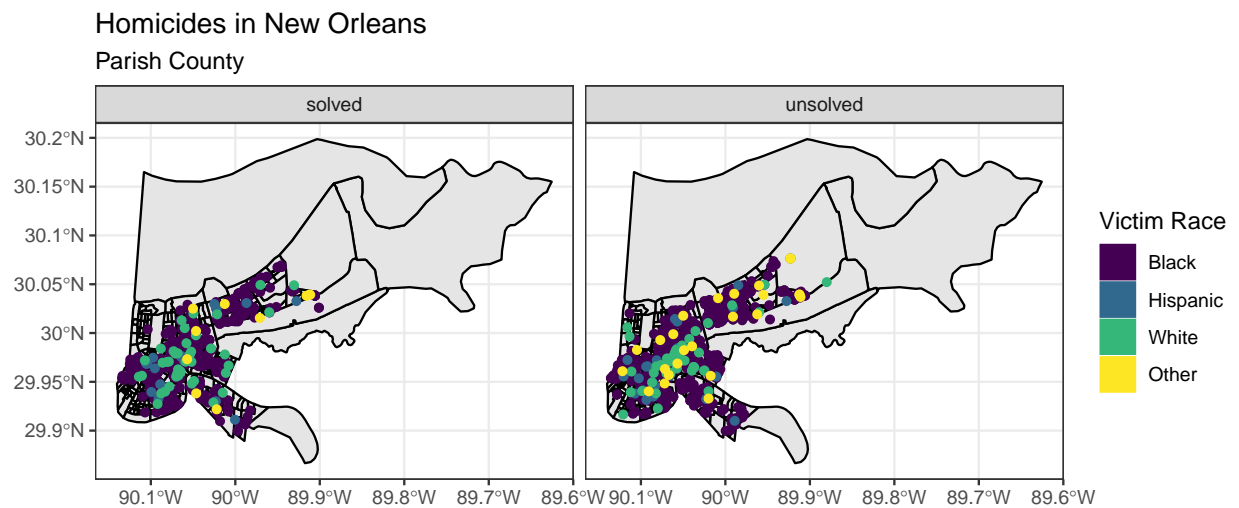 Homicides in New Orleans
Parish County
solved
unsolved
30.2°N
30.15°N
30.1°N
30.05°N
30°N
29.95°N
29.9°N
90.1°W 90°W 89.9°W 89.8°W 89.7°W 89.6°W
90.1°W 90°W 89.9°W 89.8°W 89.7°W 89.6°W
Victim Race
Black
Hispanic
White
Other